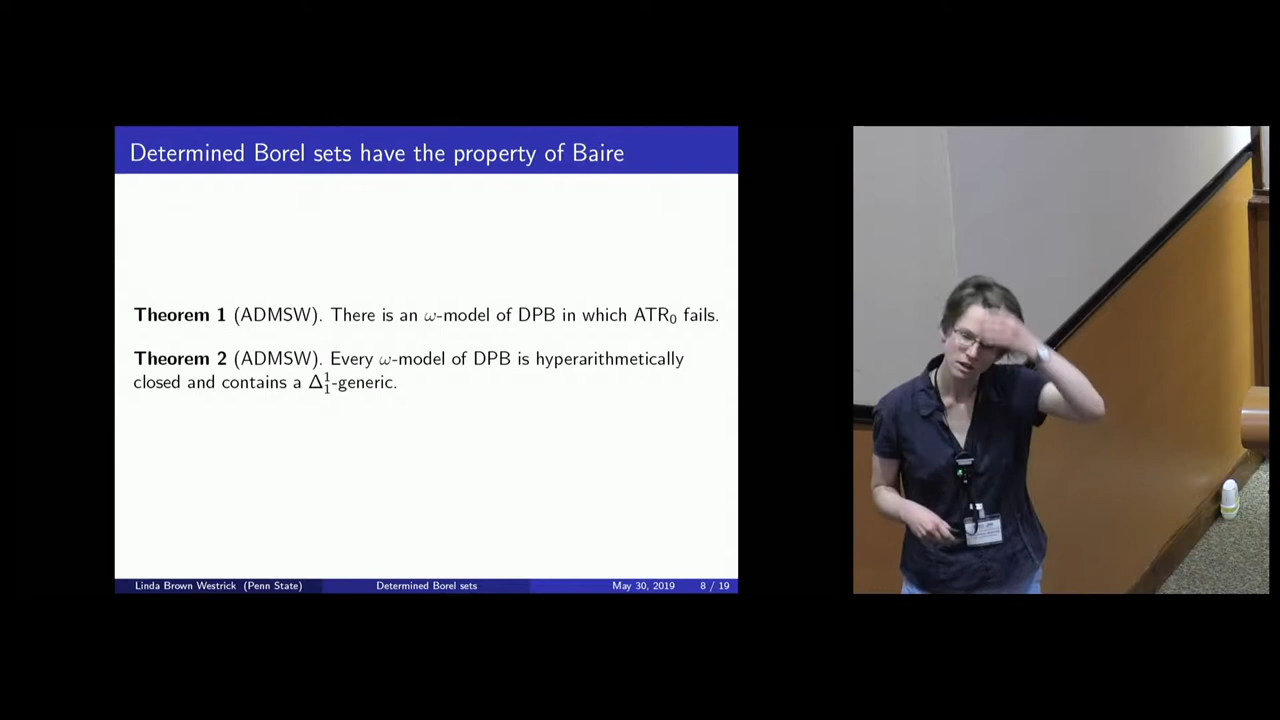 Determined Borel sets have the property of Baire
Theorem 1 (ADMSW). There is an ω-model of DPB in which ATR₀ fails.
Theorem 2 (ADMSW). Every ω-model of DPB is hyperarithmetically
closed and contains a Δ¹₁-generic.
Linda Brown Westrick (Penn State) Determined Borel sets May 30, 2019 8 / 19